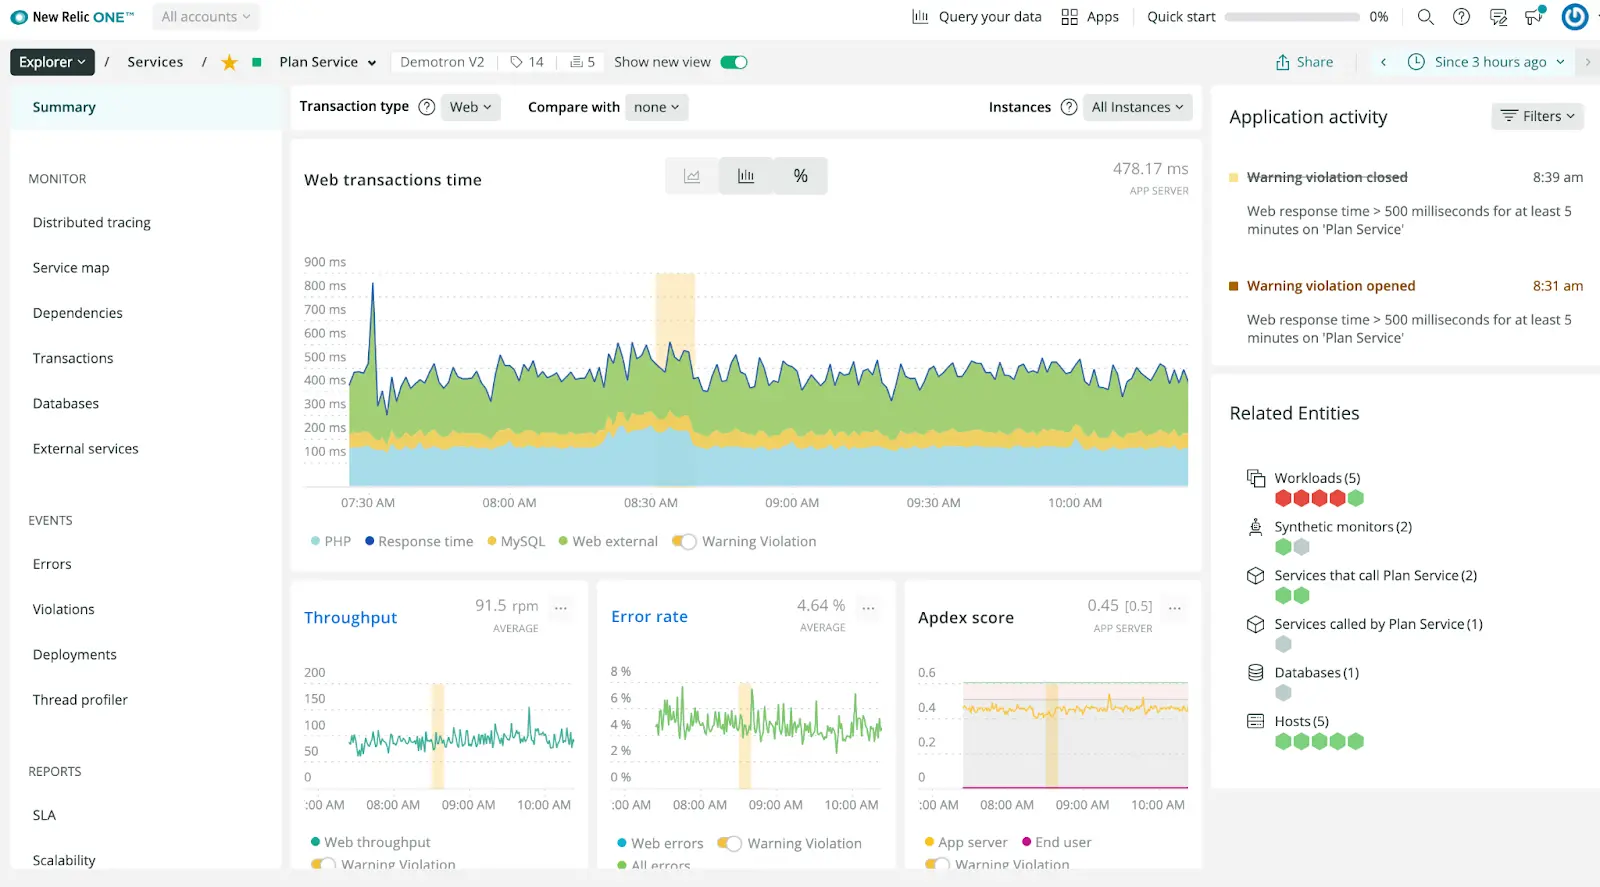 New Relic ONE™
All accounts
Query your data
Apps
Quick start
0%
Explorer
/
Services
/
Plan Service
Demotron V2
14
5
Show new view
Share
Since 3 hours ago
Summary
MONITOR
Distributed tracing
Service map
Dependencies
Transactions
Databases
External services
EVENTS
Errors
Violations
Deployments
Thread profiler
REPORTS
SLA
Scalability
Transaction type ? Web
Compare with none
Instances ? All Instances
Web transactions time
%
478.17 ms
APP SERVER
900 ms
800 ms
700 ms
600 ms
500 ms
400 ms
300 ms
200 ms
100 ms
07:30 AM 08:00 AM 08:30 AM 09:00 AM 09:30 AM 10:00 AM
PHP Response time MySQL Web external Warning Violation
Throughput
91.5 rpm
AVERAGE
200
150
100
50
0
:00 AM 08:00 AM 09:00 AM 10:00 AM
Web throughput
Warning Violation
Error rate
4.64 %
AVERAGE
8 %
6 %
4 %
2 %
0 %
:00 AM 08:00 AM 09:00 AM 10:00 AM
Web errors Warning Violation
All errors
Apdex score
0.45 [0.5]
APP SERVER
0.6
0.4
0.2
0
:00 AM 08:00 AM 09:00 AM 10:00 AM
App server End user
Warning Violation
Application activity
Filters
Warning violation closed 8:39 am
Web response time > 500 milliseconds for at least 5
minutes on 'Plan Service'
Warning violation opened 8:31 am
Web response time > 500 milliseconds for at least 5
minutes on 'Plan Service'
Related Entities
Workloads (5)
Synthetic monitors (2)
Services that call Plan Service (2)
Services called by Plan Service (1)
Databases (1)
Hosts (5)